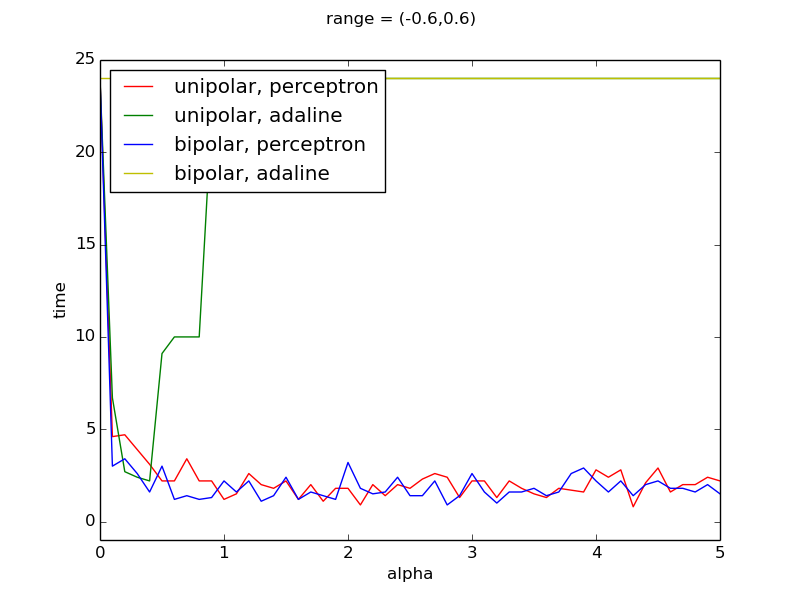 range = (-0.6,0.6)
25
20
15
10
5
0
time
unipolar, perceptron
unipolar, adaline
bipolar, perceptron
bipolar, adaline
0 1 2 3 4 5
alpha